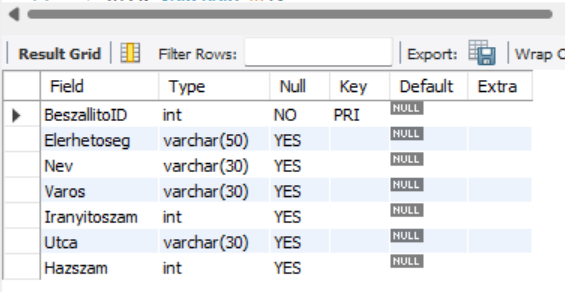 Result Grid Filter Rows: Export: Wrap C
Field Type Null Key Default Extra
BeszallitoID int NO PRI NULL
Elerhetoseg varchar(50) YES NULL
Nev varchar(30) YES NULL
Varos varchar(30) YES NULL
Iranyitoszam int YES NULL
Utca varchar(30) YES NULL
Hazszam int YES NULL